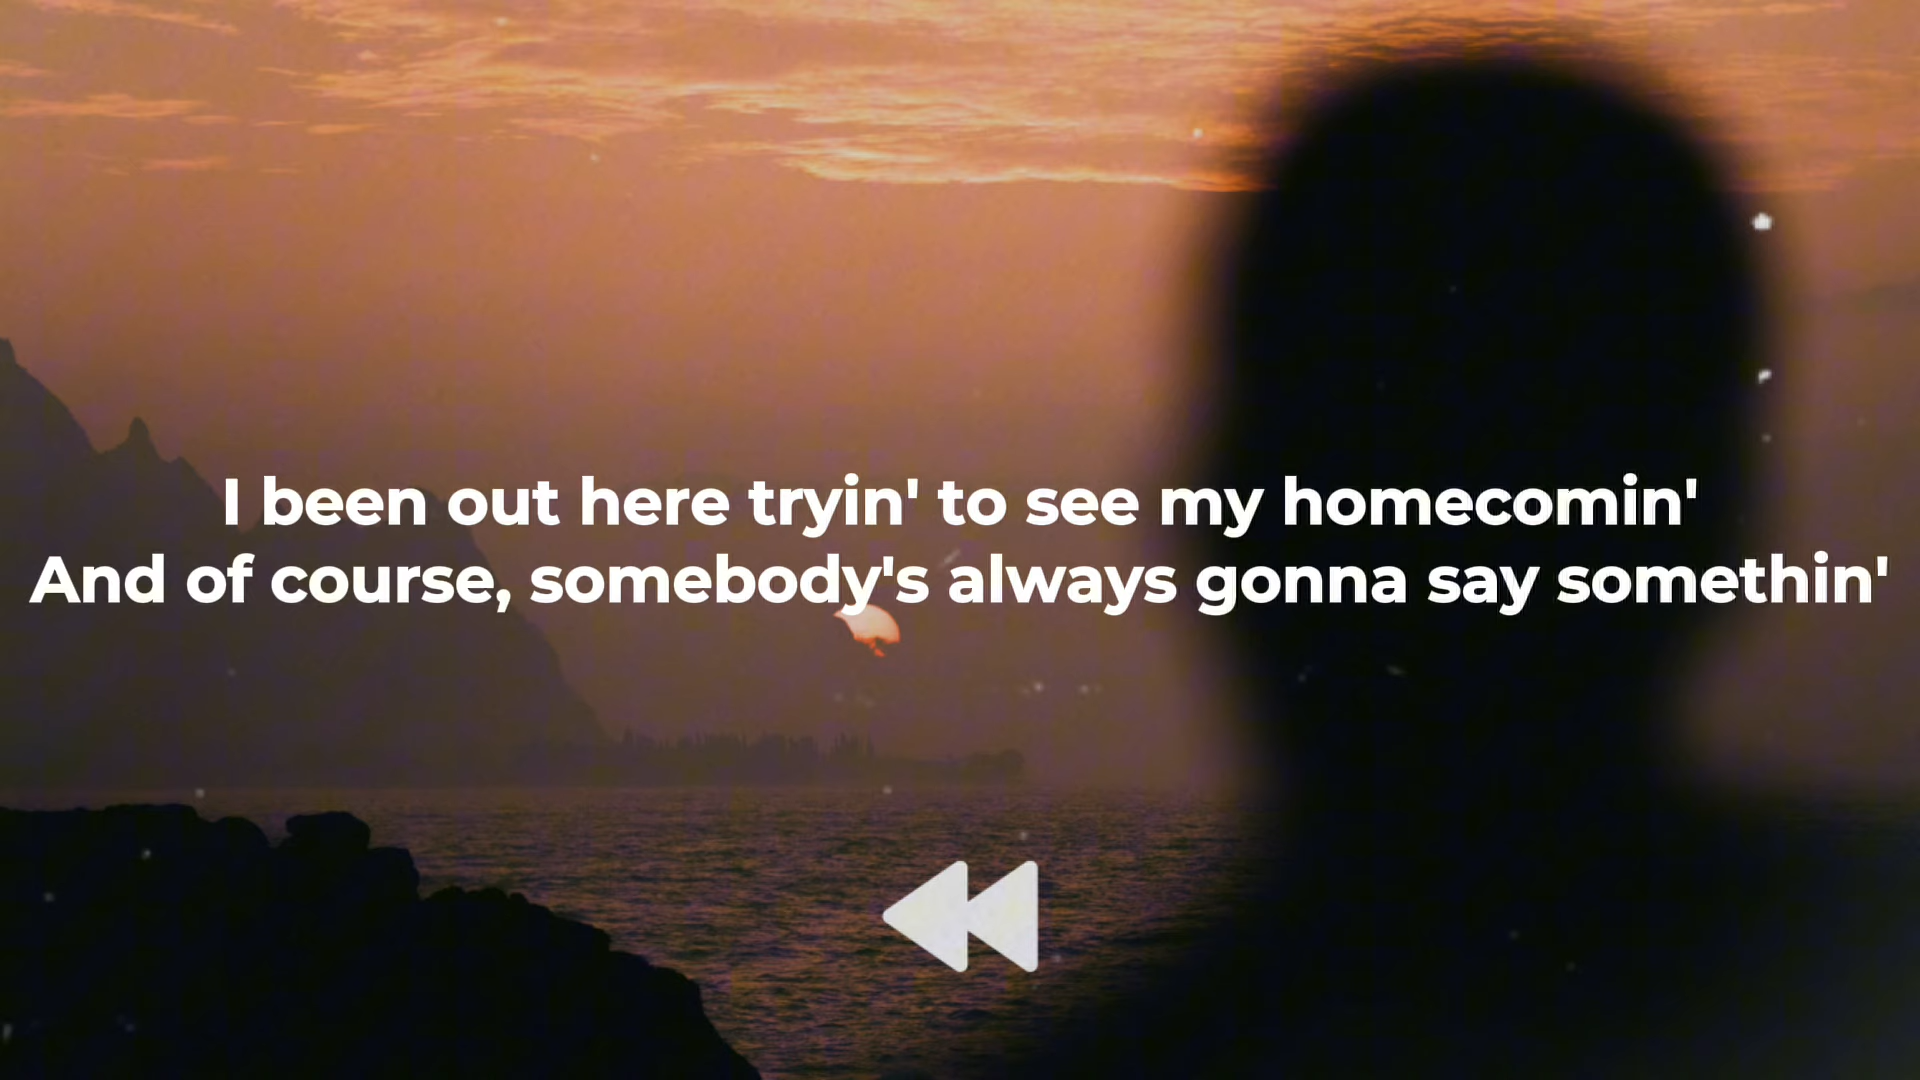 I been out here tryin' to see my homecomin'
And of course, somebody's always gonna say somethin'